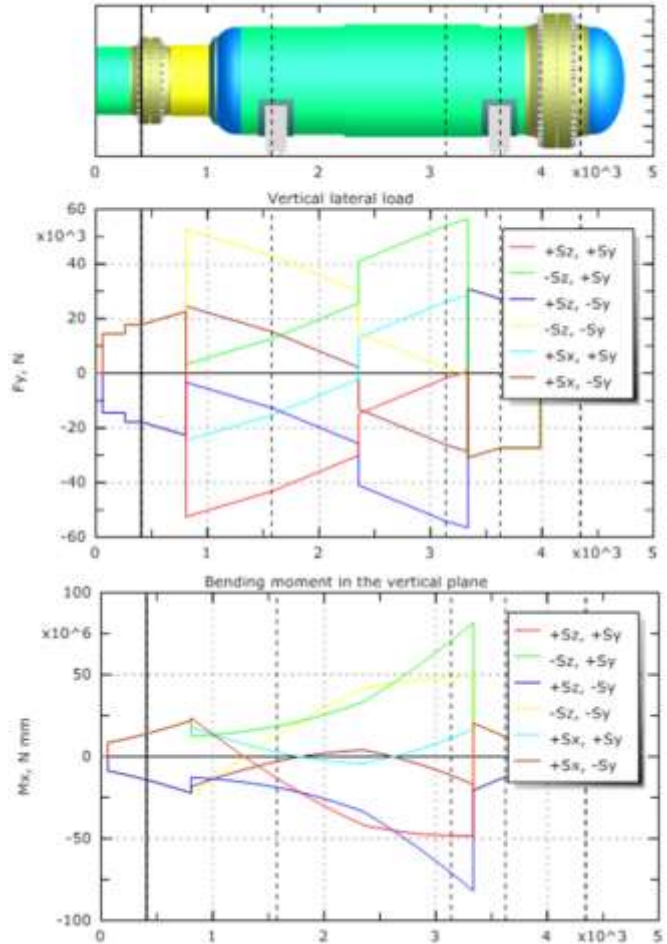 0 1 2 3 4 x10^3 5
Vertical lateral load
60
x10^3
40
20
0
-20
-40
-60
Fy, N
+Sz, +Sy
-Sz, +Sy
+Sz, -Sy
-Sz, -Sy
+Sx, +Sy
+Sx, -Sy
0 1 2 3 4 x10^3 5
Bending moment in the vertical plane
100
x10^6
50
0
-50
-100
Mx, N mm
+Sz, +Sy
-Sz, +Sy
+Sz, -Sy
-Sz, -Sy
+Sx, +Sy
+Sx, -Sy
0 1 2 3 4 x10^3 5